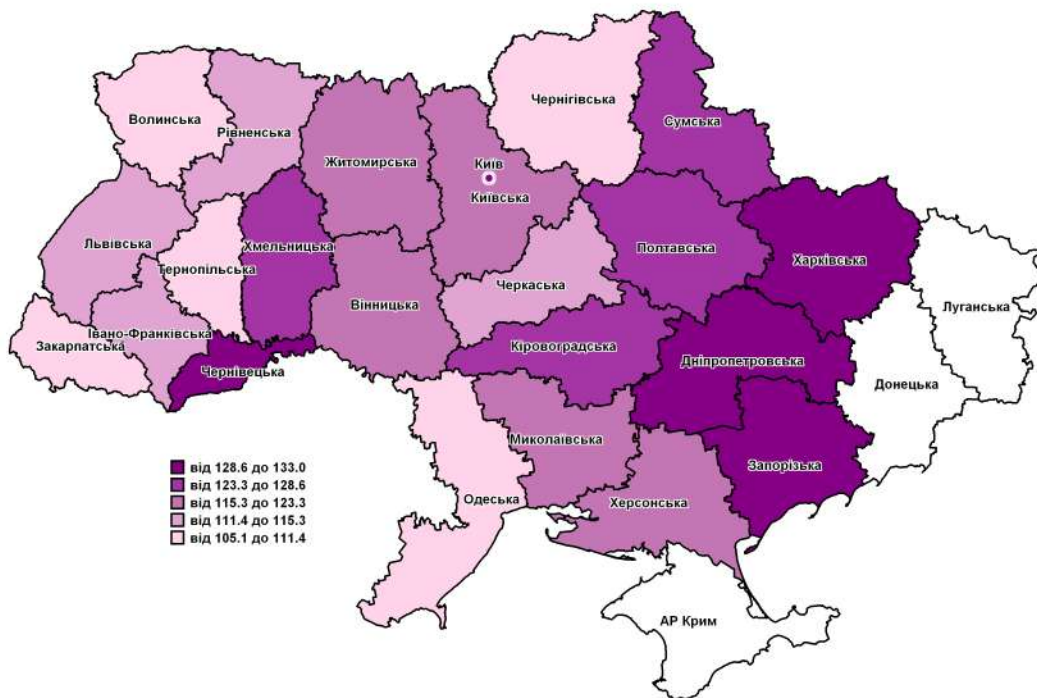 Чернігівська
Волинська
Сумська
Рівненська
Житомирська
Київ
Київська
Львівська
Хмельницька
Полтавська
Харківська
Тернопільська
Черкаська
Вінницька
Луганська
Івано-Франківська
Закарпатська
Кіровоградська
Дніпропетровська
Чернівецька
Донецька
Миколаївська
Запорізька
Одеська
Херсонська
АР Крим
від 128.6 до 133.0
від 123.3 до 128.6
від 115.3 до 123.3
від 111.4 до 115.3
від 105.1 до 111.4